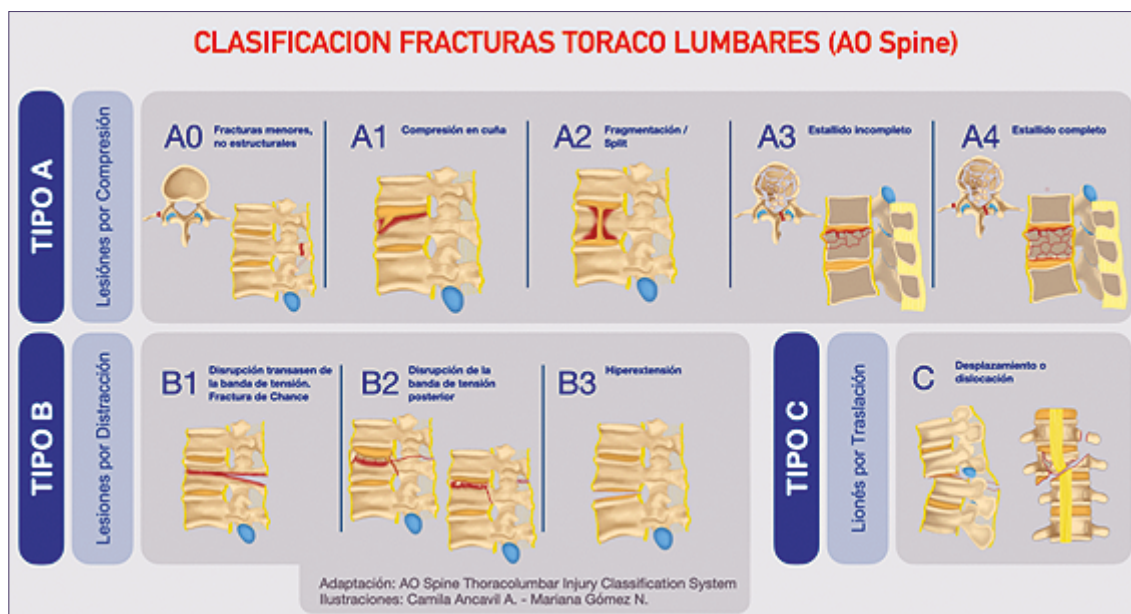 CLASIFICACION FRACTURAS TORACO LUMBARES (AO Spine)
TIPO A
Lesiónes por Compresión
A0
Fracturas menores,
no estructurales
A1
Compresión en cuña
A2
Fragmentación /
Split
A3
Estallido incompleto
A4
Estallido completo
TIPO B
Lesiones por Distracción
B1
Disrupción transasen de
la banda de tensión.
Fractura de Chance
B2
Disrupción de la
banda de tensión
posterior
B3
Hiperextensión
TIPO C
Lionés por Traslación
C
Desplazamiento o
dislocación
Adaptación: AO Spine Thoracolumbar Injury Classification System
Ilustraciones: Camila Ancavil A. - Mariana Gómez N.